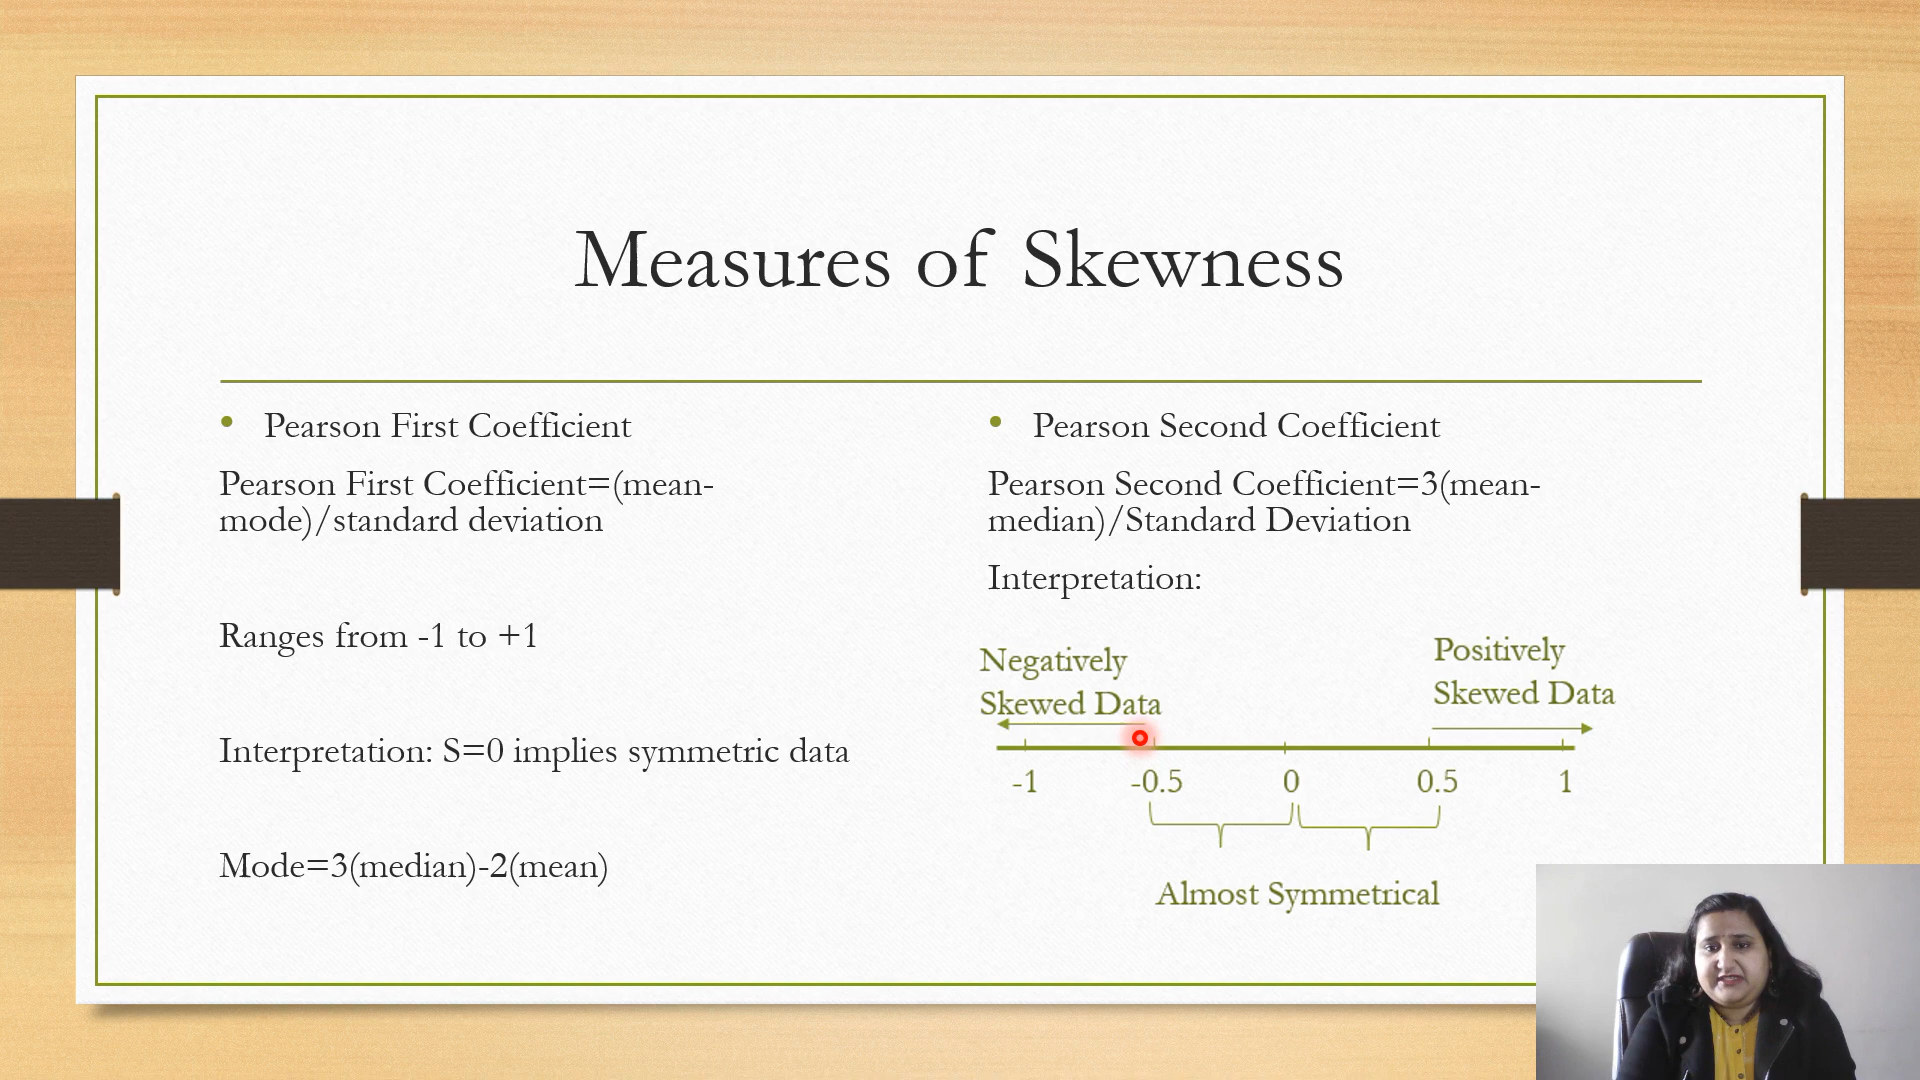 Measures of Skewness
Pearson First Coefficient
Pearson First Coefficient=(mean-
mode)/standard deviation
Ranges from -1 to +1
Interpretation: S=0 implies symmetric data
Mode=3(median)-2(mean)
Pearson Second Coefficient
Pearson Second Coefficient=3(mean-
median)/Standard Deviation
Interpretation:
Negatively
Skewed Data
Positively
Skewed Data
-1 -0.5 0 0.5 1
Almost Symmetrical